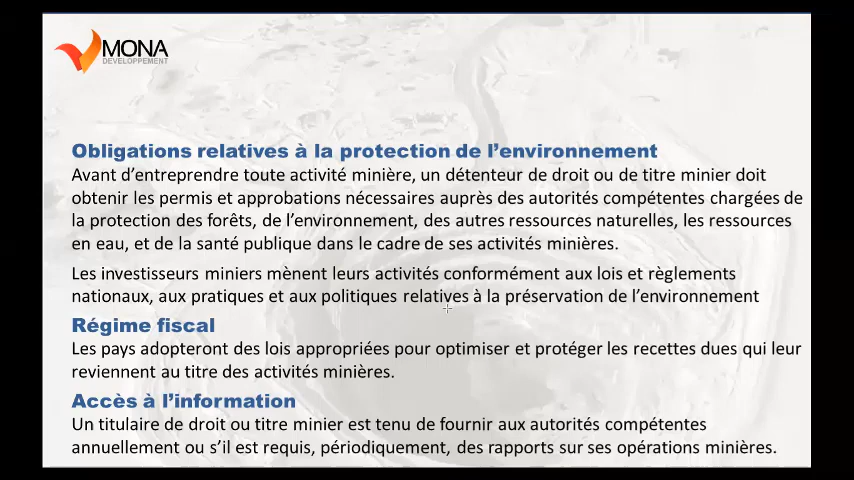 MONA
DEVELOPPEMENT
Obligations relatives à la protection de l’environnement
Avant d’entreprendre toute activité minière, un détenteur de droit ou de titre minier doit
obtenir les permis et approbations nécessaires auprès des autorités compétentes chargées de
la protection des forêts, de l’environnement, des autres ressources naturelles, les ressources
en eau, et de la santé publique dans le cadre de ses activités minières.
Les investisseurs miniers mènent leurs activités conformément aux lois et règlements
nationaux, aux pratiques et aux politiques relatives à la préservation de l’environnement
Régime fiscal
Les pays adopteront des lois appropriées pour optimiser et protéger les recettes dues qui leur
reviennent au titre des activités minières.
Accès à l’information
Un titulaire de droit ou titre minier est tenu de fournir aux autorités compétentes
annuellement ou s’il est requis, périodiquement, des rapports sur ses opérations minières.